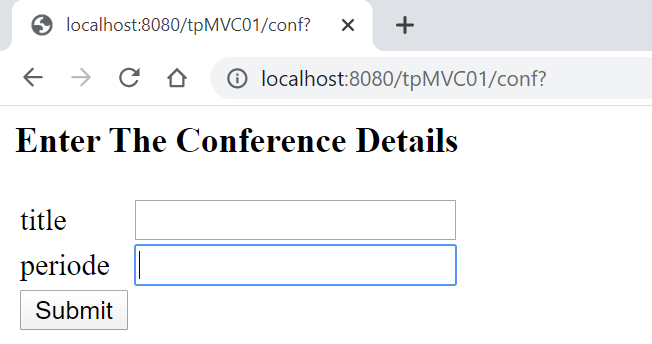 localhost:8080/tpMVC01/conf?
localhost:8080/tpMVC01/conf?
Enter The Conference Details
title
periode
Submit